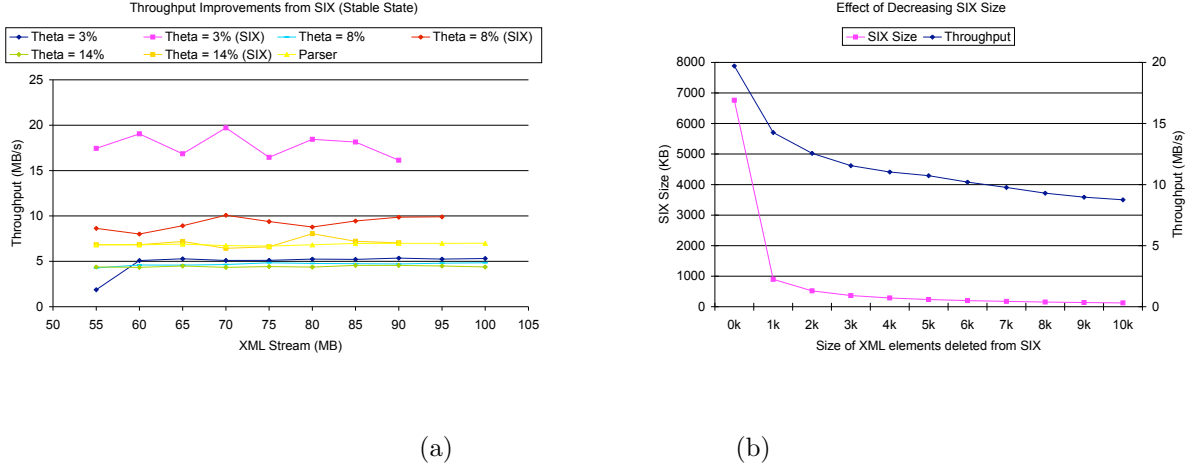 Throughput Improvements from SIX (Stable State)
Theta = 3% Theta = 3% (SIX) Theta = 8% Theta = 8% (SIX)
Theta = 14% Theta = 14% (SIX) Parser
25
20
15
10
5
0
Throughput (MB/s)
50 55 60 65 70 75 80 85 90 95 100 105
XML Stream (MB)
(a)
Effect of Decreasing SIX Size
SIX Size Throughput
8000
7000
6000
5000
4000
3000
2000
1000
0
SIX Size (KB)
20
15
10
5
0
Throughput (MB/s)
0k 1k 2k 3k 4k 5k 6k 7k 8k 9k 10k
Size of XML elements deleted from SIX
(b)